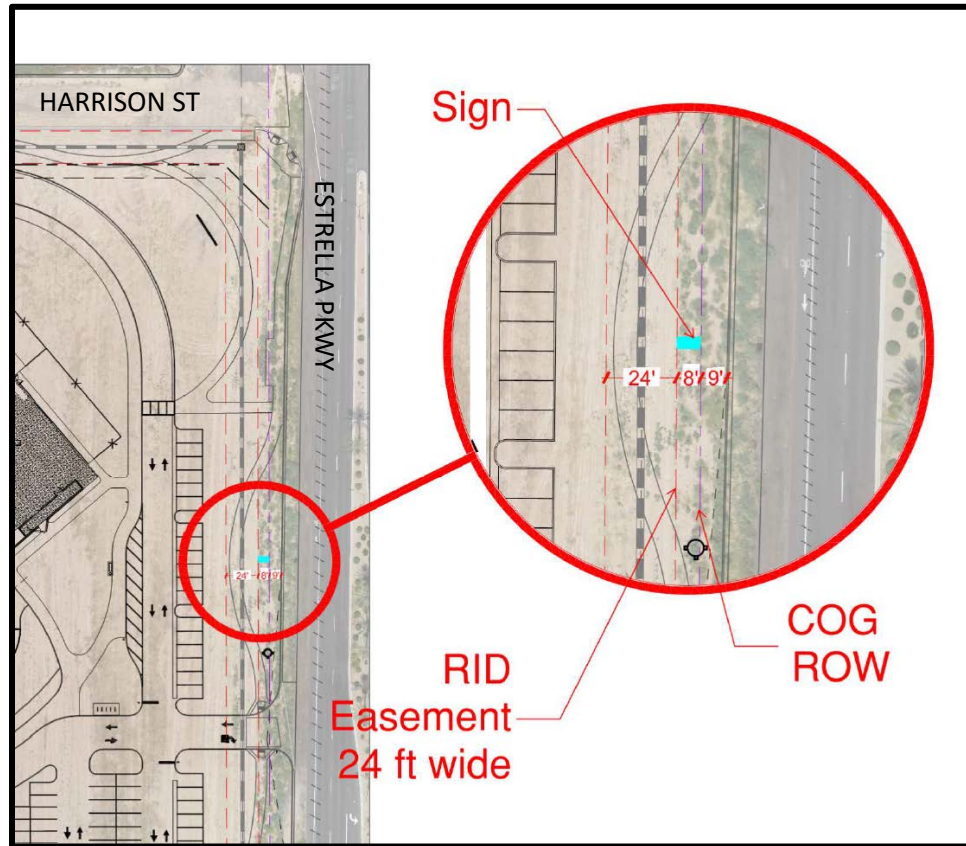 HARRISON ST
ESTRELLA PKWY
24' 8' 9'
Sign
24' 8' 9'
RID
Easement
24 ft wide
COG
ROW